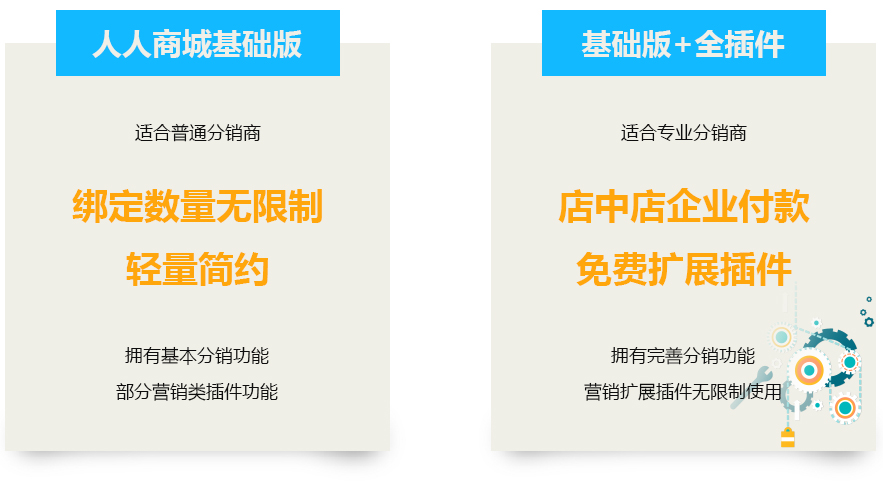 人人商城基础版
适合普通分销商
绑定数量无限制
轻量简约
拥有基本分销功能
部分营销类插件功能
基础版+全插件
适合专业分销商
店中店企业付款
免费扩展插件
拥有完善分销功能
营销扩展插件无限制使用